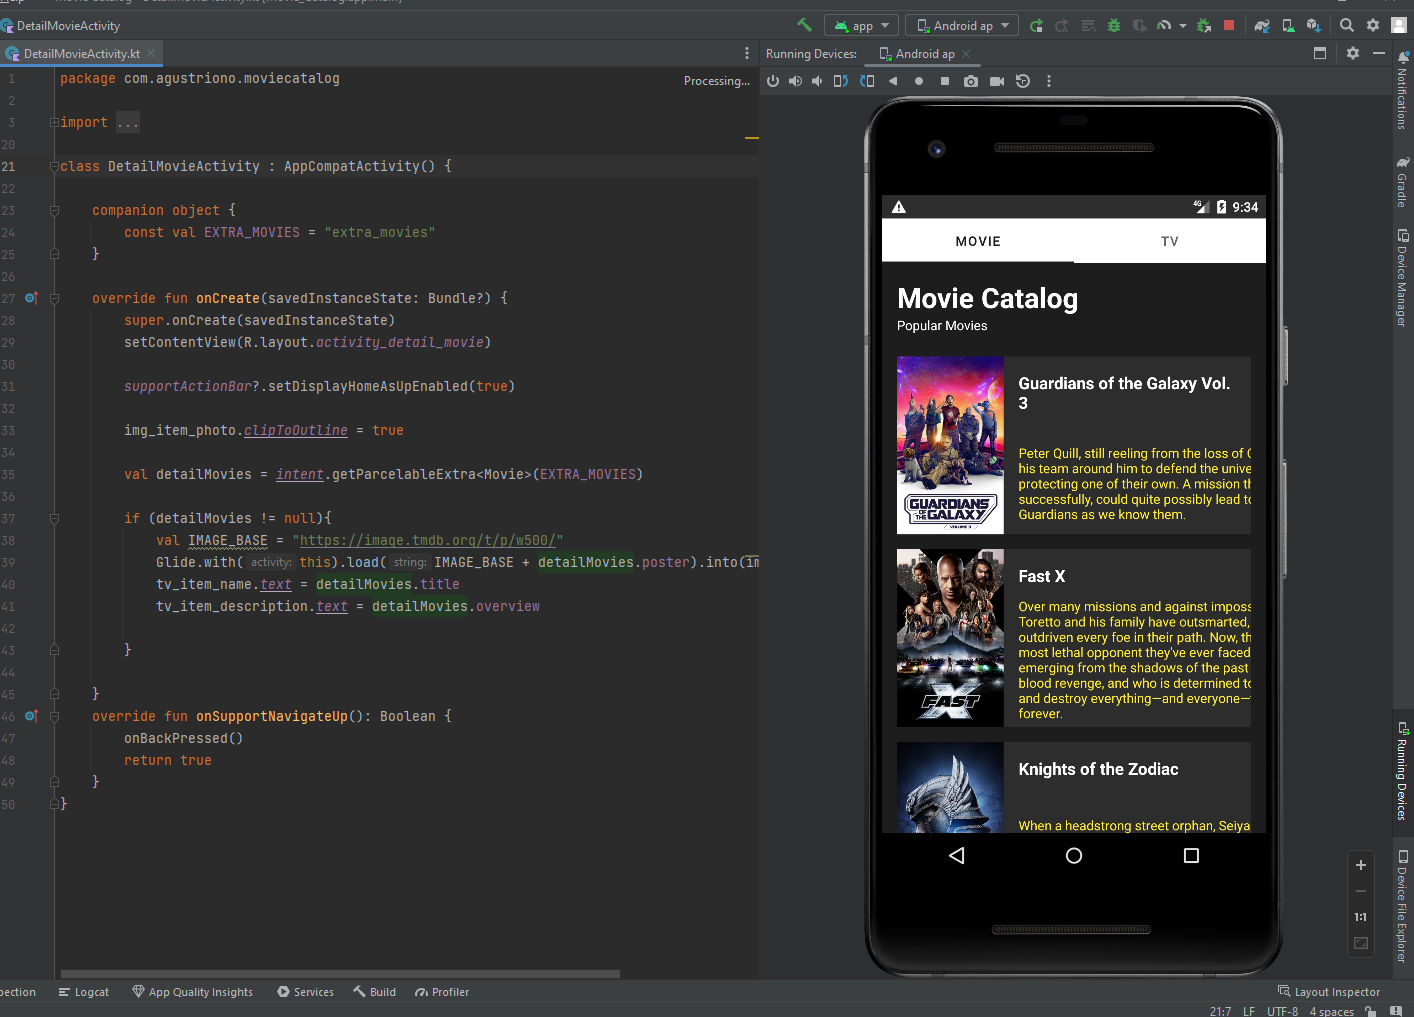 DetailMovieActivity
app
Android ap
DetailMovieActivity.kt
Running Devices:
Android ap
1 package com.agustriono.moviecatalog
Processing...
2
3 import ...
20
21 class DetailMovieActivity : AppCompatActivity() {
22
23 companion object {
24 const val EXTRA_MOVIES = "extra_movies"
25 }
26
27 override fun onCreate(savedInstanceState: Bundle?) {
28 super.onCreate(savedInstanceState)
29 setContentView(R.layout.activity_detail_movie)
30
31 supportActionBar?.setDisplayHomeAsUpEnabled(true)
32
33 img_item_photo.clipToOutline = true
34
35 val detailMovies = intent.getParcelableExtra<Movie>(EXTRA_MOVIES)
36
37 if (detailMovies != null){
38 val IMAGE_BASE = "https://image.tmdb.org/t/p/w500/"
39 Glide.with( activity: this).load( string: IMAGE_BASE + detailMovies.poster).into(im
40 tv_item_name.text = detailMovies.title
41 tv_item_description.text = detailMovies.overview
42
43 }
44
45 }
46 override fun onSupportNavigateUp(): Boolean {
47 onBackPressed()
48 return true
49 }
50 }
4G 9:34
MOVIE TV
Movie Catalog
Popular Movies
GUARDIANS
OF THE GALAXY
VOLUME 3
Guardians of the Galaxy Vol.
3
Peter Quill, still reeling from the loss of G
his team around him to defend the unive
protecting one of their own. A mission th
successfully, could quite possibly lead to
Guardians as we know them.
FAST X
Fast X
Over many missions and against imposs
Toretto and his family have outsmarted,
outdriven every foe in their path. Now, th
most lethal opponent they've ever faced
emerging from the shadows of the past
blood revenge, and who is determined to
and destroy everything—and everyone—
forever.
Knights of the Zodiac
When a headstrong street orphan, Seiya
1:1
Notifications
Gradle
Device Manager
Running Devices
Device File Explorer
pection
Logcat
App Quality Insights
Services
Build
Profiler
Layout Inspector
21:7 LF UTF-8 4 spaces